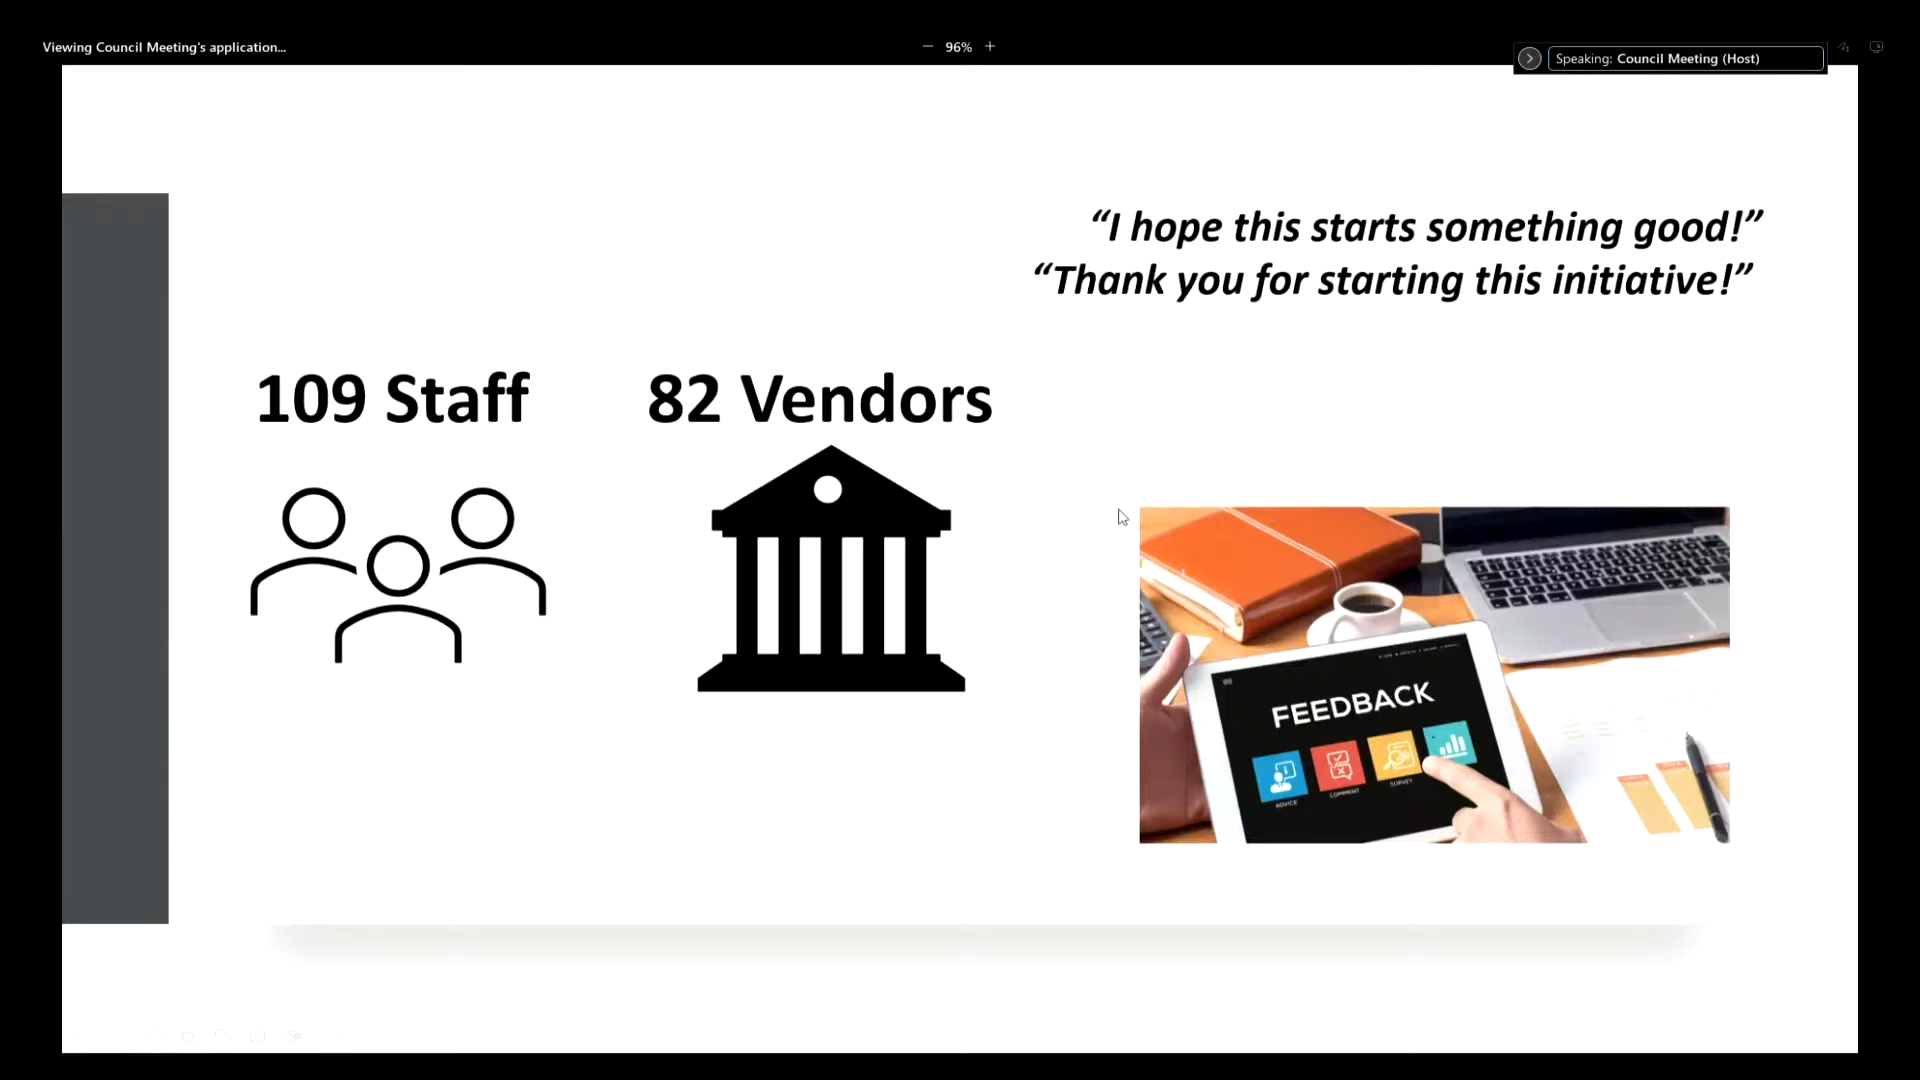 Viewing Council Meeting's application...
96%
Speaking: Council Meeting (Host)
“I hope this starts something good!”
“Thank you for starting this initiative!”
109 Staff
82 Vendors
FEEDBACK
ADVICE
COMMENT
SURVEY